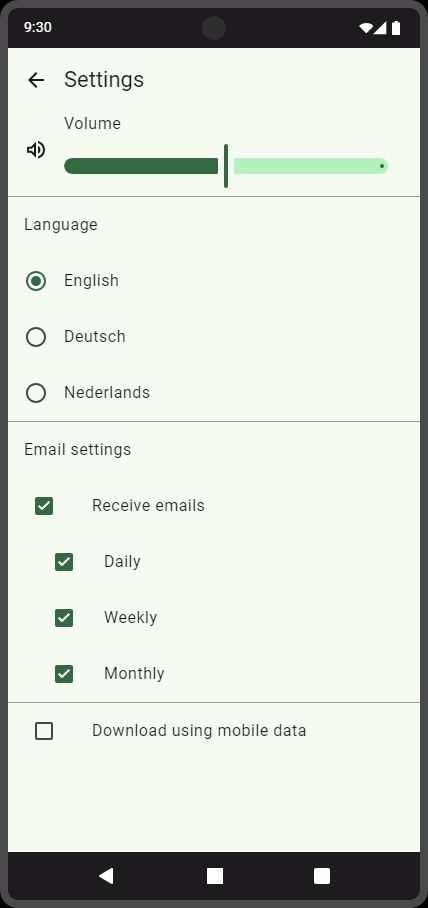 9:30
Settings
Volume
Language
English
Deutsch
Nederlands
Email settings
Receive emails
Daily
Weekly
Monthly
Download using mobile data